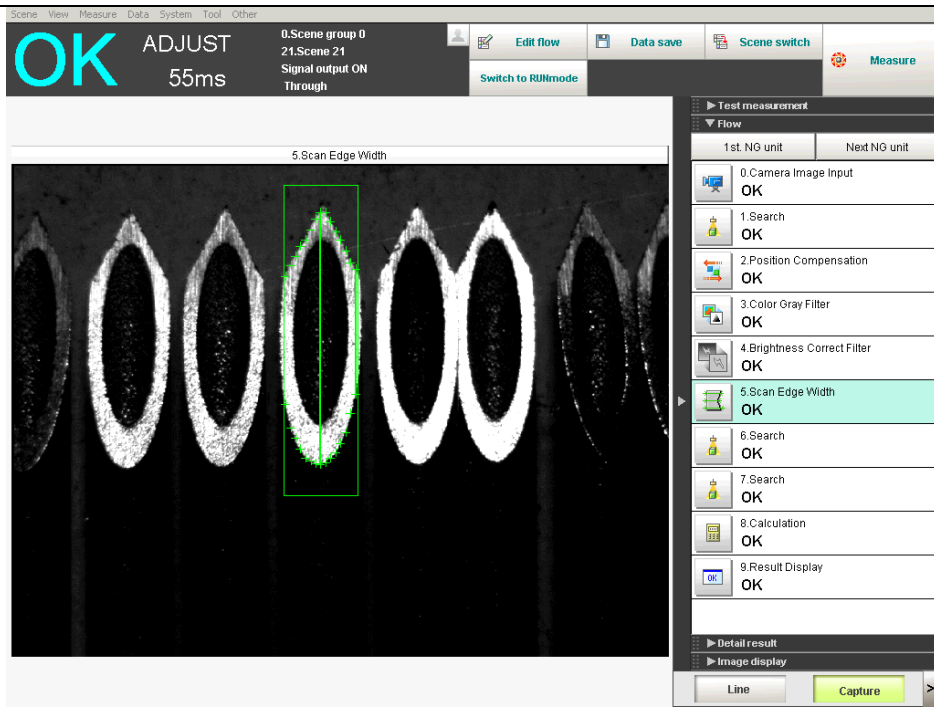 Scene View Measure Data System Tool Other
OK
ADJUST
55ms
0.Scene group 0
21.Scene 21
Signal output ON
Through
Edit flow
Data save
Scene switch
Measure
Switch to RUNmode
Test measurement
Flow
1st. NG unit
Next NG unit
5.Scan Edge Width
0.Camera Image Input
OK
1.Search
OK
2.Position Compensation
OK
3.Color Gray Filter
OK
4.Brightness Correct Filter
OK
5.Scan Edge Width
OK
6.Search
OK
7.Search
OK
8.Calculation
OK
OK
9.Result Display
OK
Detail result
Image display
Line
Capture
>